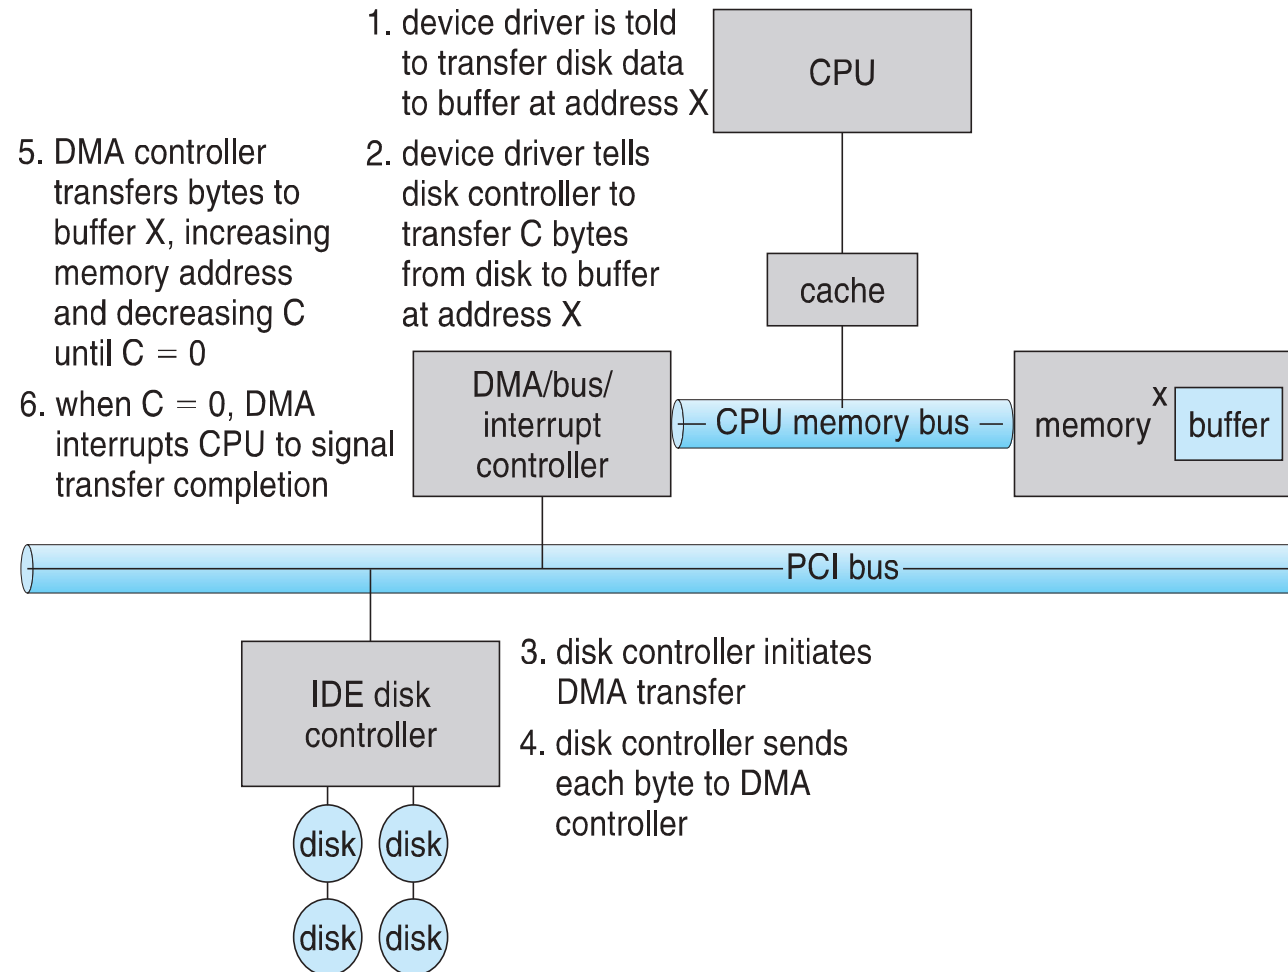 1. device driver is told
to transfer disk data
to buffer at address X
CPU
5. DMA controller
transfers bytes to
buffer X, increasing
memory address
and decreasing C
until C = 0
2. device driver tells
disk controller to
transfer C bytes
from disk to buffer
at address X
cache
6. when C = 0, DMA
interrupts CPU to signal
transfer completion
DMA/bus/
interrupt
controller
CPU memory bus
memory
x
buffer
PCI bus
IDE disk
controller
3. disk controller initiates
DMA transfer
4. disk controller sends
each byte to DMA
controller
disk
disk
disk
disk